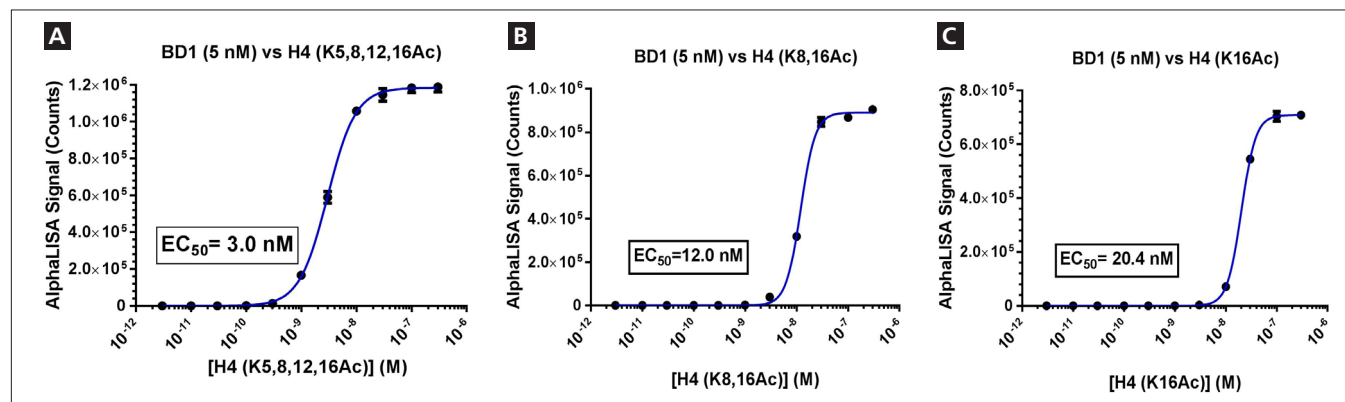 A
BD1 (5 nM) vs H4 (K5,8,12,16Ac)
AlphaLISA Signal (Counts)
1.2×10⁶
1.0×10⁶
8.0×10⁵
6.0×10⁵
4.0×10⁵
2.0×10⁵
0
EC₅₀= 3.0 nM
10⁻¹²
10⁻¹¹
10⁻¹⁰
10⁻⁹
10⁻⁸
10⁻⁷
10⁻⁶
[H4 (K5,8,12,16Ac)] (M)
B
BD1 (5 nM) vs H4 (K8,16Ac)
AlphaLISA Signal (Counts)
1.0×10⁶
8.0×10⁵
6.0×10⁵
4.0×10⁵
2.0×10⁵
0
EC₅₀=12.0 nM
10⁻¹²
10⁻¹¹
10⁻¹⁰
10⁻⁹
10⁻⁸
10⁻⁷
10⁻⁶
[H4 (K8,16Ac)] (M)
C
BD1 (5 nM) vs H4 (K16Ac)
AlphaLISA Signal (Counts)
8.0×10⁵
6.0×10⁵
4.0×10⁵
2.0×10⁵
0
EC₅₀= 20.4 nM
10⁻¹²
10⁻¹¹
10⁻¹⁰
10⁻⁹
10⁻⁸
10⁻⁷
10⁻⁶
[H4 (K16Ac)] (M)